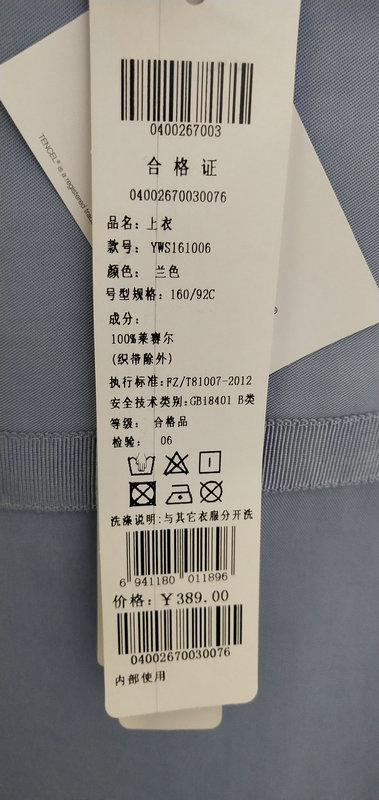 0400267003
合格证
04002670030076
品名：上衣
款号：YWS161006
颜色：兰色
号型规格：160/92C
成分：
100%莱赛尔
(织带除外)
执行标准：FZ/T81007-2012
安全技术类别：GB18401 B类
等级： 合格品
检验： 06
洗涤说明：与其它衣服分开洗
6 941180 011896
价格：￥389.00
04002670030076
内部使用
TENCEL® is a registered